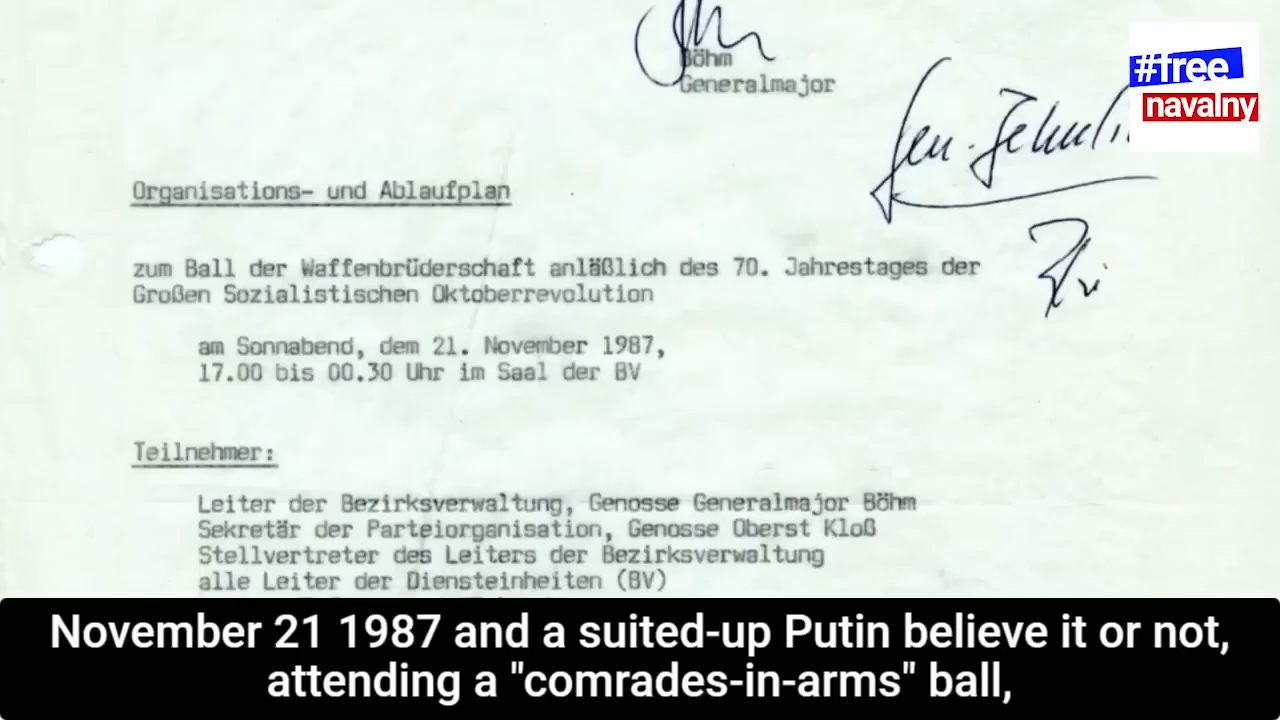 Böhm
Generalmajor
#free
navalny
Gen.
Organisations- und Ablaufplan
zum Ball der Waffenbrüderschaft anläßlich des 70. Jahrestages der
Großen Sozialistischen Oktoberrevolution
am Sonnabend, dem 21. November 1987,
17.00 bis 00.30 Uhr im Saal der BV
Teilnehmer:
Leiter der Bezirksverwaltung, Genosse Generalmajor Böhm
Sekretär der Parteiorganisation, Genosse Oberst Kloß
Stellvertreter des Leiters der Bezirksverwaltung
alle Leiter der Diensteinheiten (BV)
November 21 1987 and a suited-up Putin believe it or not,
attending a "comrades-in-arms" ball,